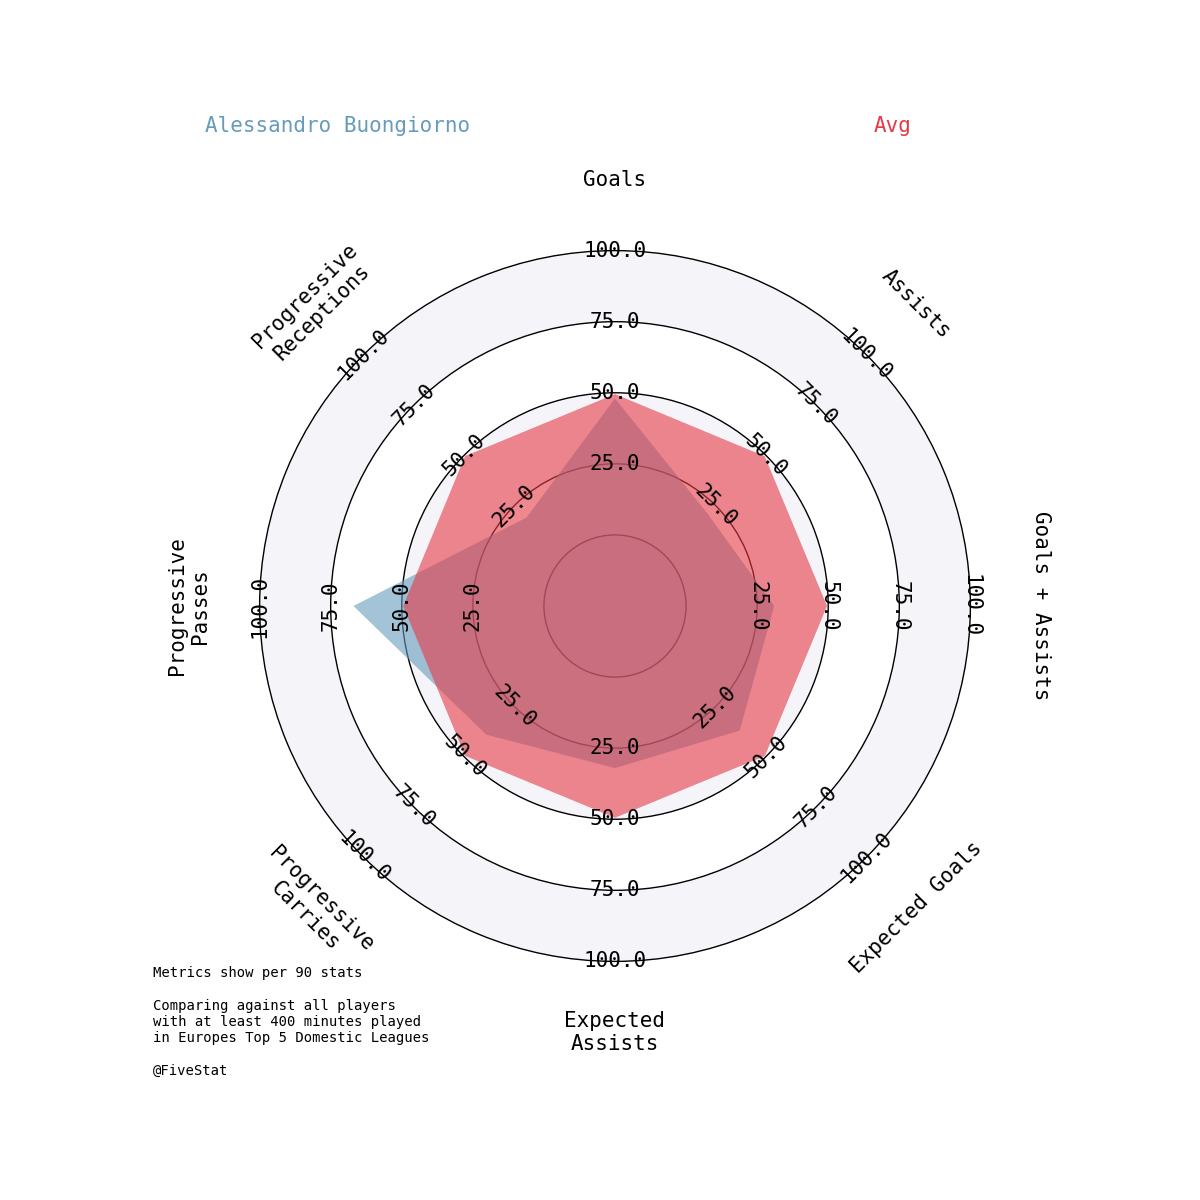 Alessandro Buongiorno
Avg
Goals
Assists
Goals + Assists
Expected Goals
Expected
Assists
Progressive
Carries
Progressive
Passes
Progressive
Receptions
25.0
50.0
75.0
100.0
25.0
50.0
75.0
100.0
25.0
50.0
75.0
100.0
25.0
50.0
75.0
100.0
25.0
50.0
75.0
100.0
25.0
50.0
75.0
100.0
25.0
50.0
75.0
100.0
25.0
50.0
75.0
100.0
Metrics show per 90 stats
Comparing against all players
with at least 400 minutes played
in Europes Top 5 Domestic Leagues
@FiveStat